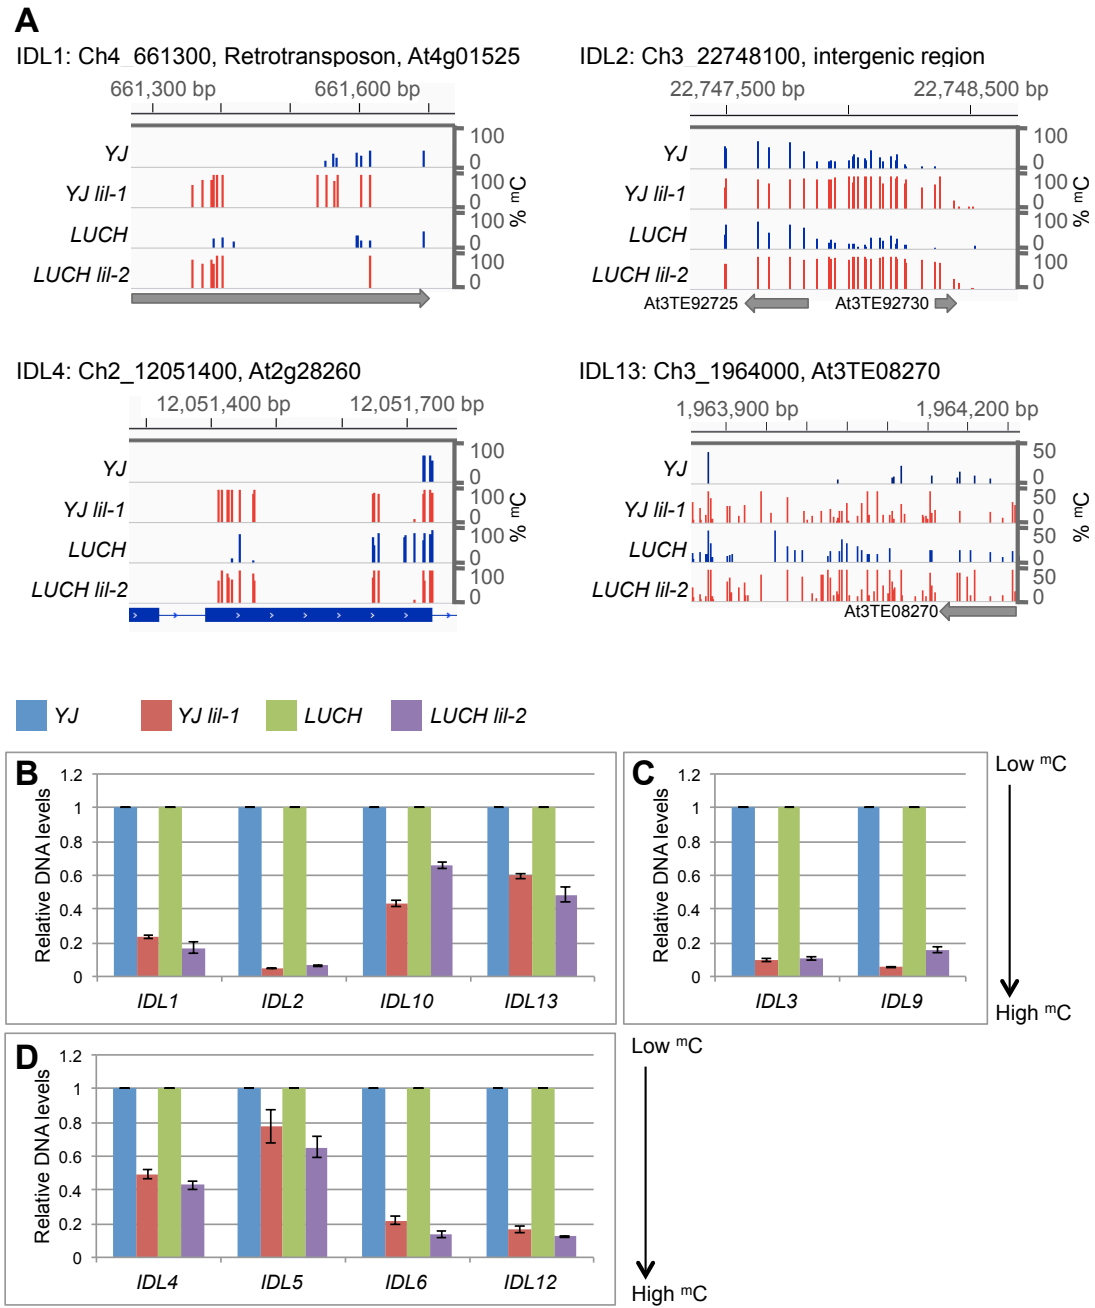 A
IDL1: Ch4_661300, Retrotransposon, At4g01525
661,300 bp 661,600 bp
YJ 100 0
YJ lil-1 100 0
LUCH 100 0
LUCH lil-2 100 0
% mC
IDL2: Ch3_22748100, intergenic region
22,747,500 bp 22,748,500 bp
YJ 100 0
YJ lil-1 100 0
LUCH 100 0
LUCH lil-2 100 0
% mC
At3TE92725 At3TE92730
IDL4: Ch2_12051400, At2g28260
12,051,400 bp 12,051,700 bp
YJ 100 0
YJ lil-1 100 0
LUCH 100 0
LUCH lil-2 100 0
% mC
IDL13: Ch3_1964000, At3TE08270
1,963,900 bp 1,964,200 bp
YJ 50 0
YJ lil-1 50 0
LUCH 50 0
LUCH lil-2 50 0
% mC
At3TE08270
YJ YJ lil-1 LUCH LUCH lil-2
B
Relative DNA levels
1.2
1
0.8
0.6
0.4
0.2
0
IDL1 IDL2 IDL10 IDL13
C
Relative DNA levels
1.2
1
0.8
0.6
0.4
0.2
0
IDL3 IDL9
Low mC
High mC
D
Relative DNA levels
1.2
1
0.8
0.6
0.4
0.2
0
IDL4 IDL5 IDL6 IDL12
Low mC
High mC